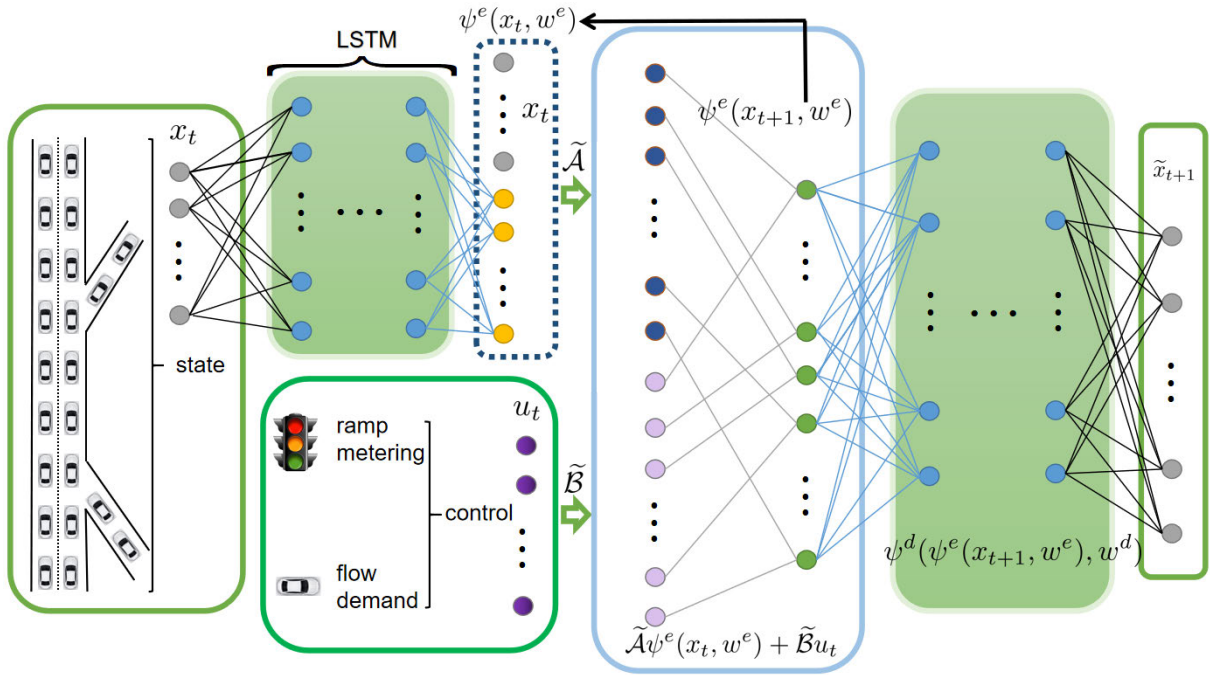 LSTM
ψ^e(x_t, w^e)
x_t
x_t
state
Ã
ψ^e(x_{t+1}, w^e)
x̃_{t+1}
u_t
ramp
metering
control
flow
demand
B̃
Ãψ^e(x_t, w^e) + B̃u_t
ψ^d(ψ^e(x_{t+1}, w^e), w^d)